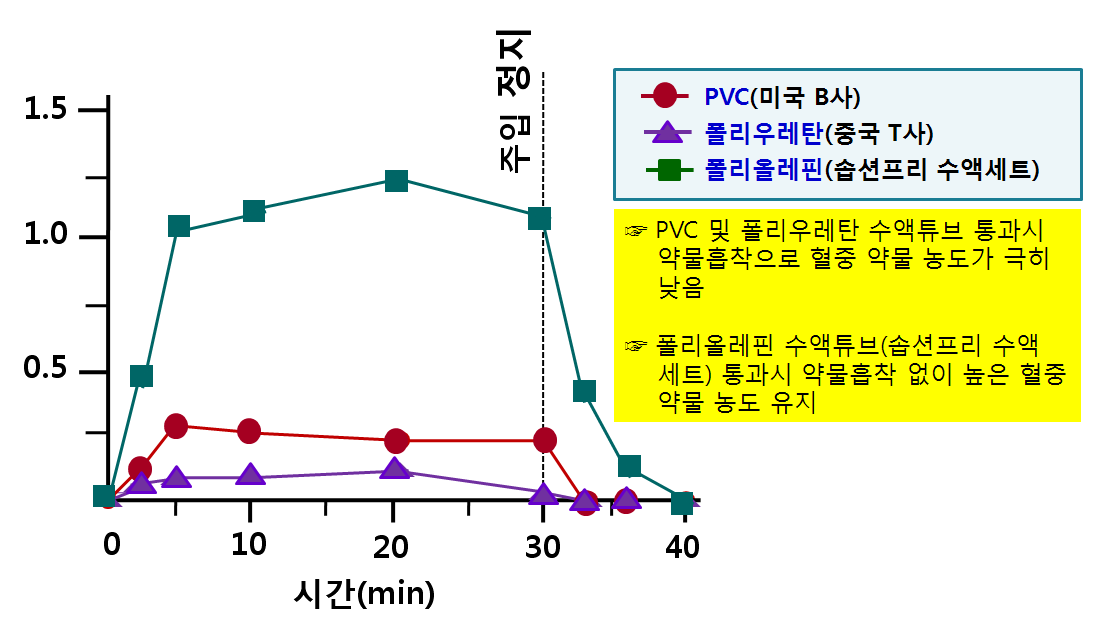 주입 정지
1.5
1.0
0.5
0
10
20
30
40
시간(min)
PVC(미국 B사)
폴리우레탄(중국 T사)
폴리올레핀(솝션프리 수액세트)
☞ PVC 및 폴리우레탄 수액튜브 통과시
약물흡착으로 혈중 약물 농도가 극히
낮음
☞ 폴리올레핀 수액튜브(솝션프리 수액
세트) 통과시 약물흡착 없이 높은 혈중
약물 농도 유지